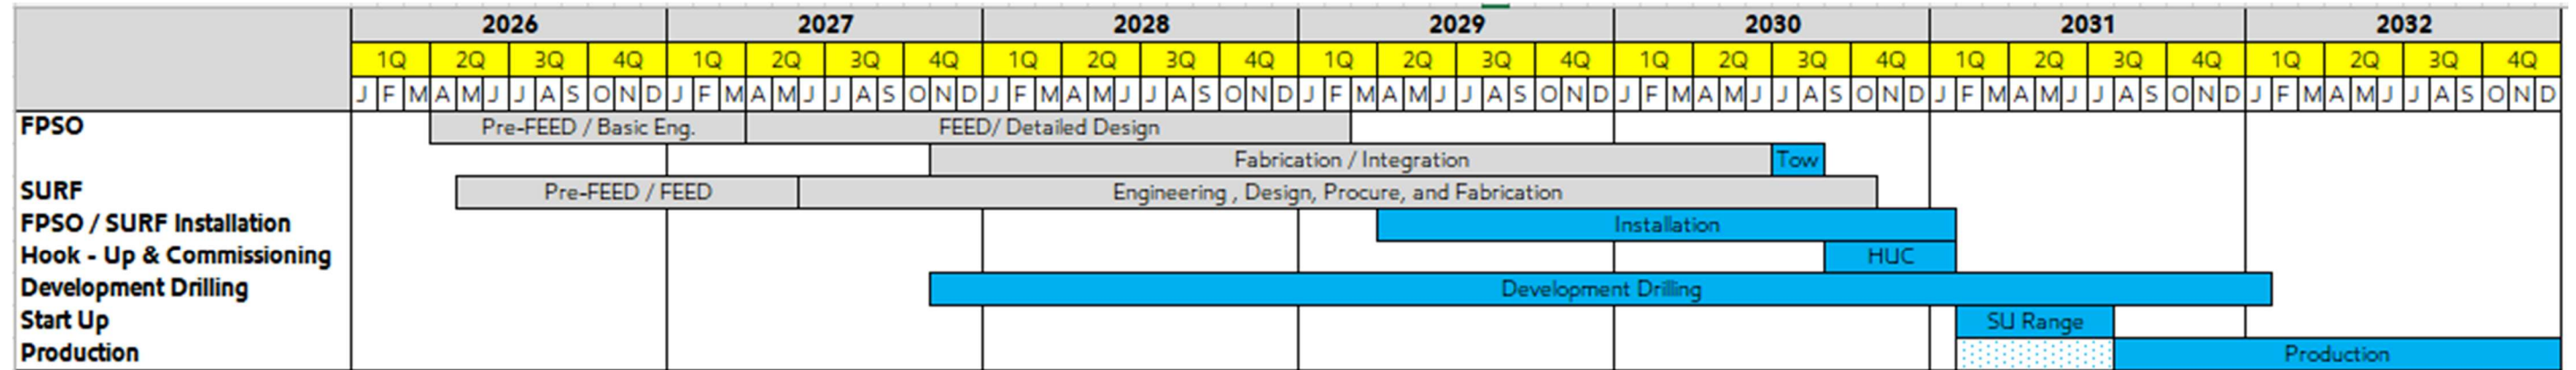 2026 2027 2028 2029 2030 2031 2032
1Q 2Q 3Q 4Q 1Q 2Q 3Q 4Q 1Q 2Q 3Q 4Q 1Q 2Q 3Q 4Q 1Q 2Q 3Q 4Q 1Q 2Q 3Q 4Q 1Q 2Q 3Q 4Q
J F M A M J J A S O N D J F M A M J J A S O N D J F M A M J J A S O N D J F M A M J J A S O N D J F M A M J J A S O N D J F M A M J J A S O N D J F M A M J J A S O N D
FPSO Pre-FEED / Basic Eng. FEED/ Detailed Design
Fabrication / Integration Tow
SURF Pre-FEED / FEED Engineering , Design, Procure, and Fabrication
FPSO / SURF Installation Installation
Hook - Up & Commissioning HUC
Development Drilling Development Drilling
Start Up SU Range
Production Production